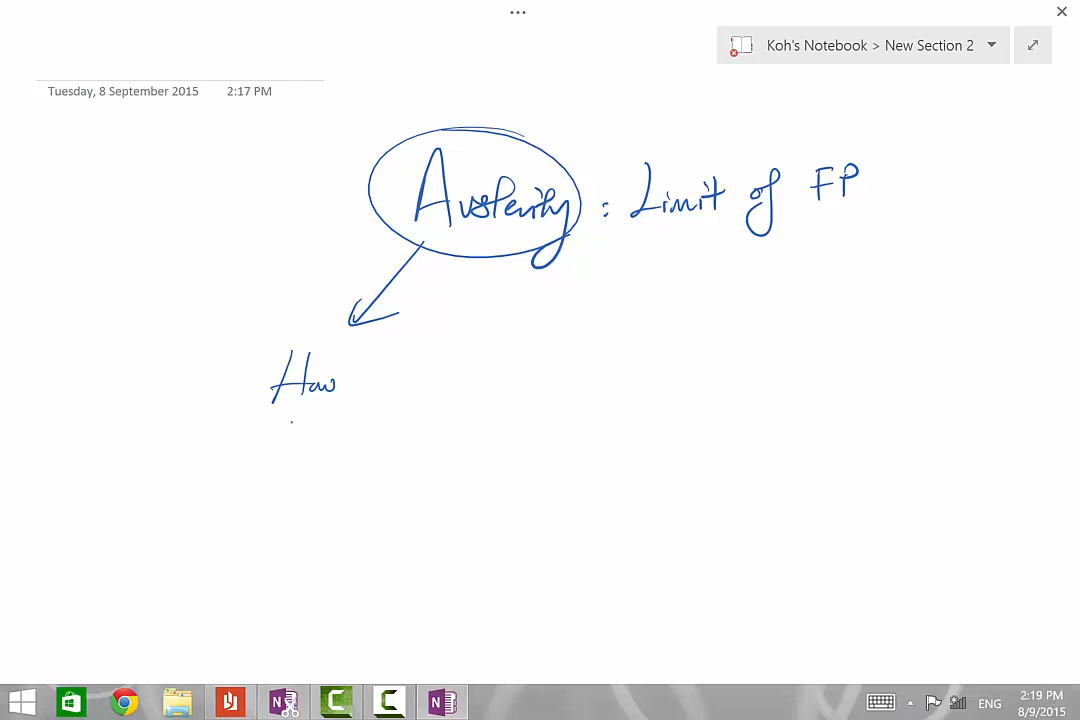 Koh's Notebook > New Section 2
Tuesday, 8 September 2015 2:17 PM
Austerity : Limit of FP
How
ENG
2:19 PM
8/9/2015